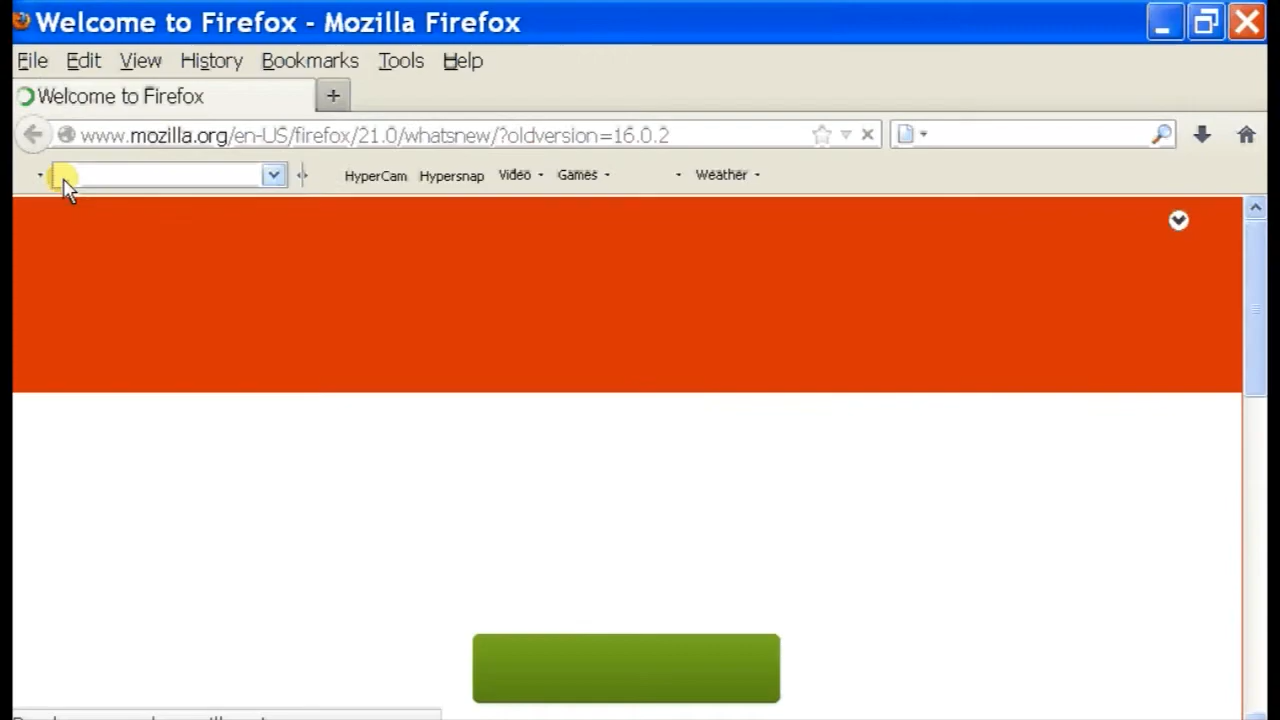 Welcome to Firefox - Mozilla Firefox
File Edit View History Bookmarks Tools Help
Welcome to Firefox
www.mozilla.org/en-US/firefox/21.0/whatsnew/?oldversion=16.0.2
HyperCam Hypersnap Video Games Weather